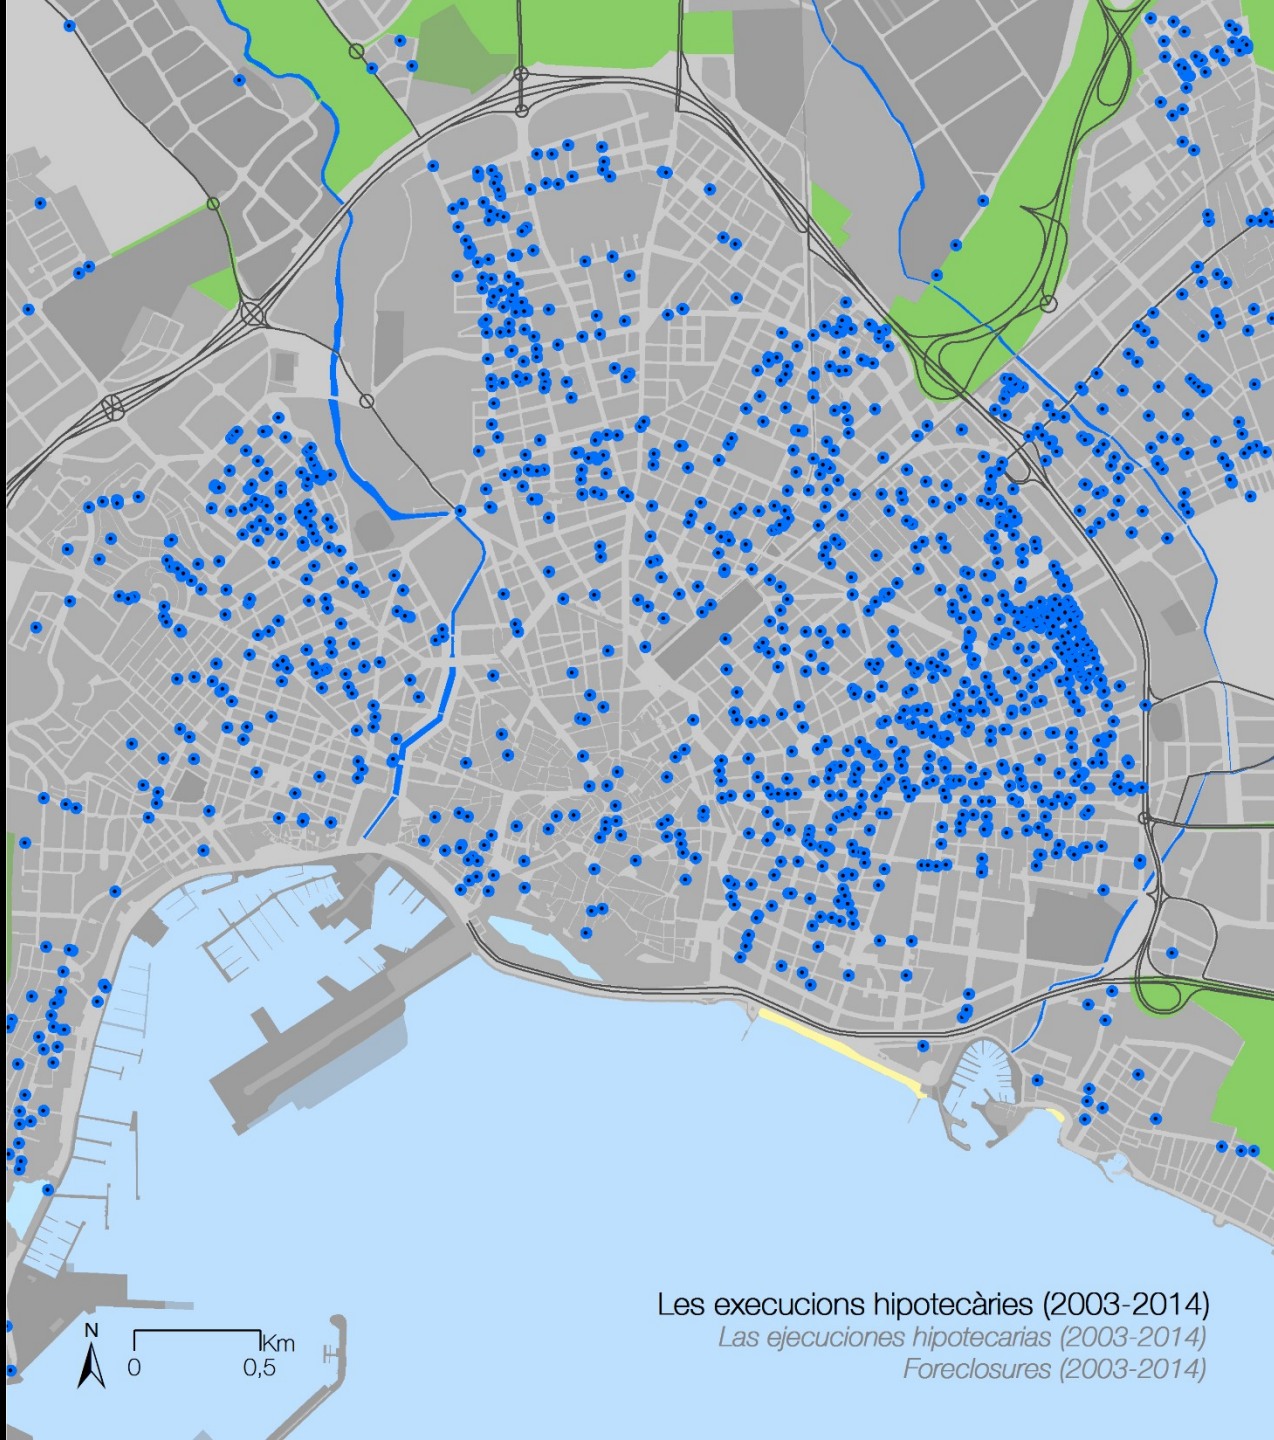 Les execucions hipotecàries (2003-2014)
Las ejecuciones hipotecarias (2003-2014)
Foreclosures (2003-2014)
N
Km
0 0,5